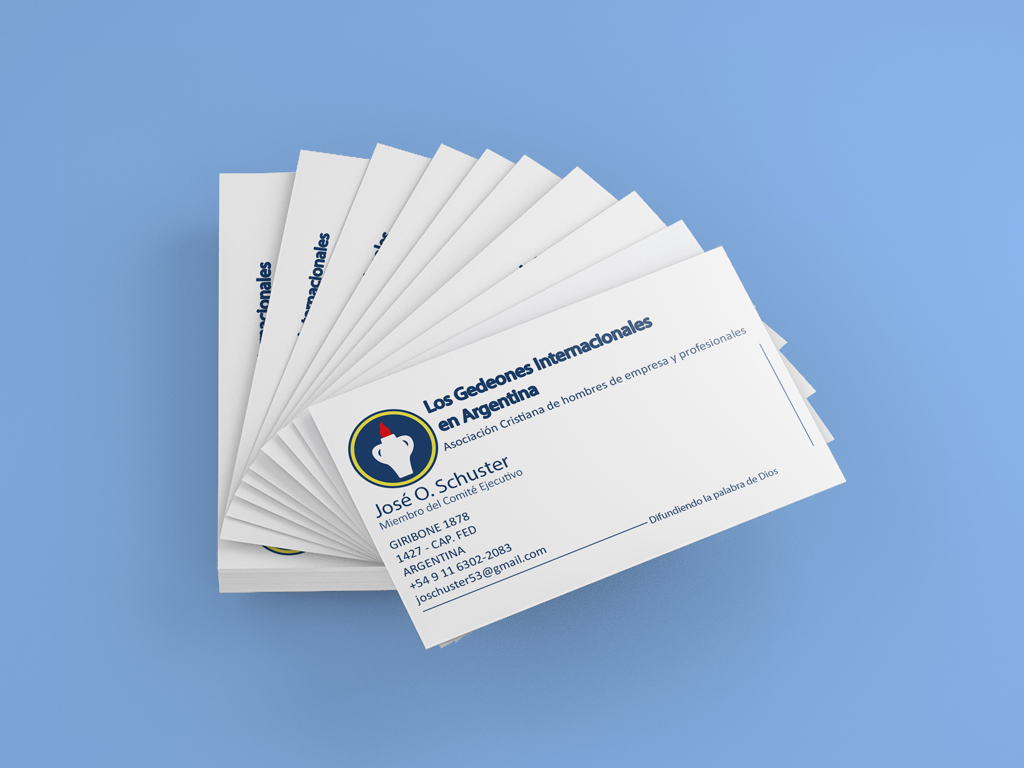 Los Gedeones Internacionales
en Argentina
Asociación Cristiana de hombres de empresa y profesionales
José O. Schuster
Miembro del Comité Ejecutivo
GIRIBONE 1878
1427 - CAP. FED
ARGENTINA
+54 9 11 6302-2083
joschuster53@gmail.com
Difundiendo la palabra de Dios